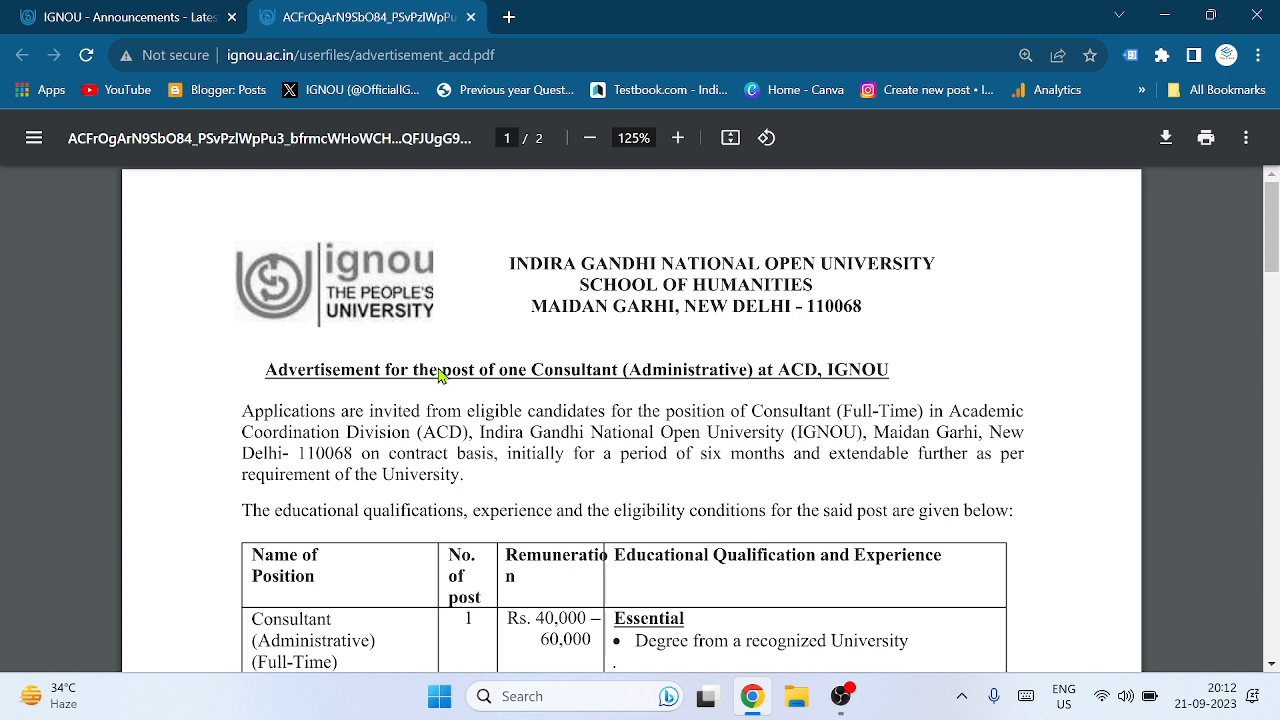 IGNOU - Announcements - Lates
ACFrOgArN9SbO84_PSvPzlWpPu
Not secure ignou.ac.in/userfiles/advertisement_acd.pdf
Apps YouTube Blogger: Posts IGNOU (@OfficialIG... Previous year Quest... Testbook.com - Indi... Home - Canva Create new post • I... Analytics » All Bookmarks
ACFrOgArN9SbO84_PSvPzlWpPu3_bfrmcWHoWCH...QFJUgG9... 1 / 2 125%
ignou
THE PEOPLE'S
UNIVERSITY
INDIRA GANDHI NATIONAL OPEN UNIVERSITY
SCHOOL OF HUMANITIES
MAIDAN GARHI, NEW DELHI - 110068
Advertisement for the post of one Consultant (Administrative) at ACD, IGNOU
Applications are invited from eligible candidates for the position of Consultant (Full-Time) in Academic
Coordination Division (ACD), Indira Gandhi National Open University (IGNOU), Maidan Garhi, New
Delhi- 110068 on contract basis, initially for a period of six months and extendable further as per
requirement of the University.
The educational qualifications, experience and the eligibility conditions for the said post are given below:
Name of No. Remuneratio Educational Qualification and Experience
Position of n
post
Consultant 1 Rs. 40,000 – Essential
(Administrative) 60,000 • Degree from a recognized University
(Full-Time) .
34°C
Haze
Search
ENG
US
20:12
21-09-2023